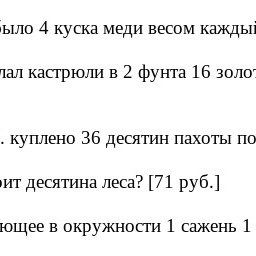 было 4 куска меди весом каждый
лал кастрюли в 2 фунта 16 золот
. куплено 36 десятин пахоты по
оит десятина леса? [71 руб.]
ющее в окружности 1 сажень 1